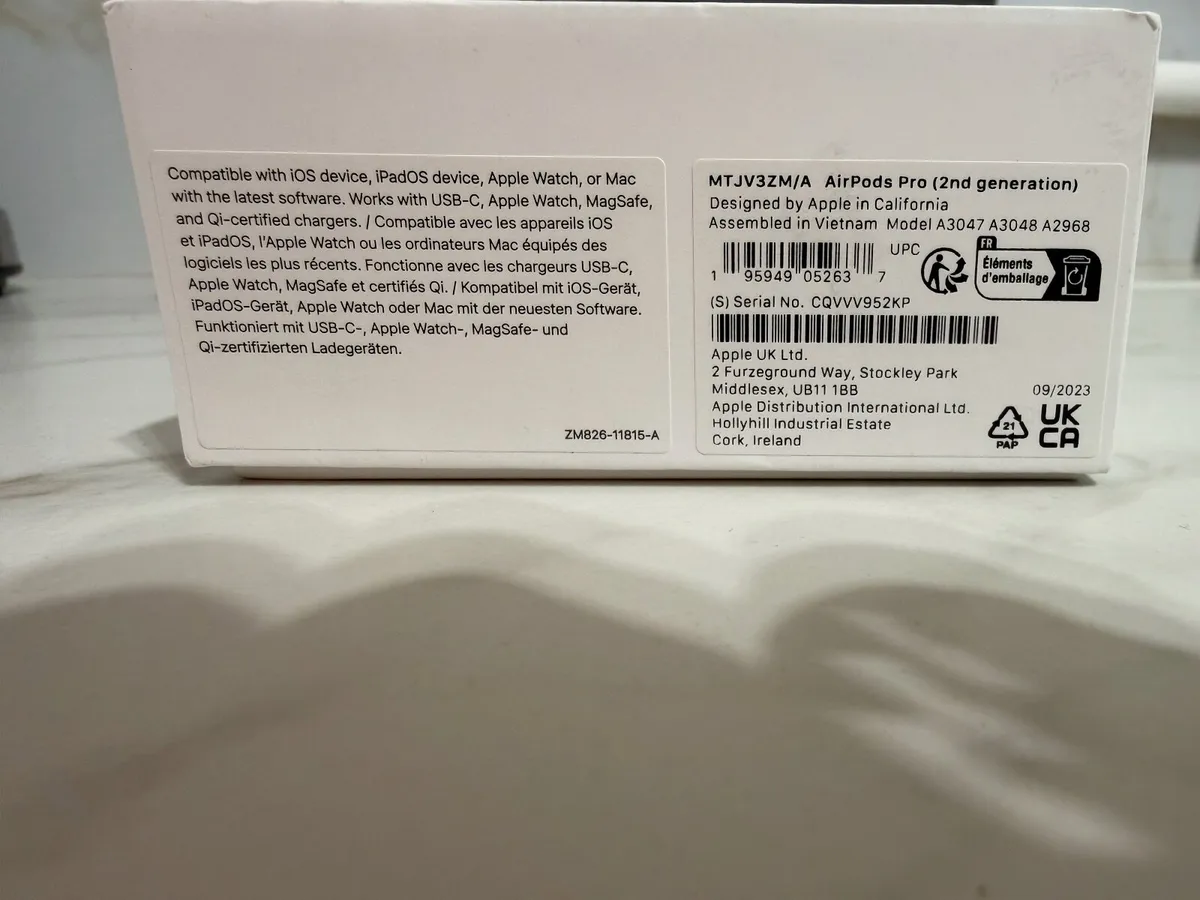 Compatible with iOS device, iPadOS device, Apple Watch, or Mac
with the latest software. Works with USB-C, Apple Watch, MagSafe,
and Qi-certified chargers. / Compatible avec les appareils iOS
et iPadOS, l'Apple Watch ou les ordinateurs Mac équipés des
logiciels les plus récents. Fonctionne avec les chargeurs USB-C,
Apple Watch, MagSafe et certifiés Qi. / Kompatibel mit iOS-Gerät,
iPadOS-Gerät, Apple Watch oder Mac mit der neuesten Software.
Funktioniert mit USB-C-, Apple Watch-, MagSafe- und
Qi-zertifizierten Ladegeräten.
ZM826-11815-A
MTJV3ZM/A AirPods Pro (2nd generation)
Designed by Apple in California
Assembled in Vietnam Model A3047 A3048 A2968
UPC
1 95949 05263 7
FR
Éléments
d'emballage
(S) Serial No. CQVVV952KP
Apple UK Ltd.
2 Furzeground Way, Stockley Park
Middlesex, UB11 1BB
Apple Distribution International Ltd.
Hollyhill Industrial Estate
Cork, Ireland
09/2023
21
PAP
UK
CA